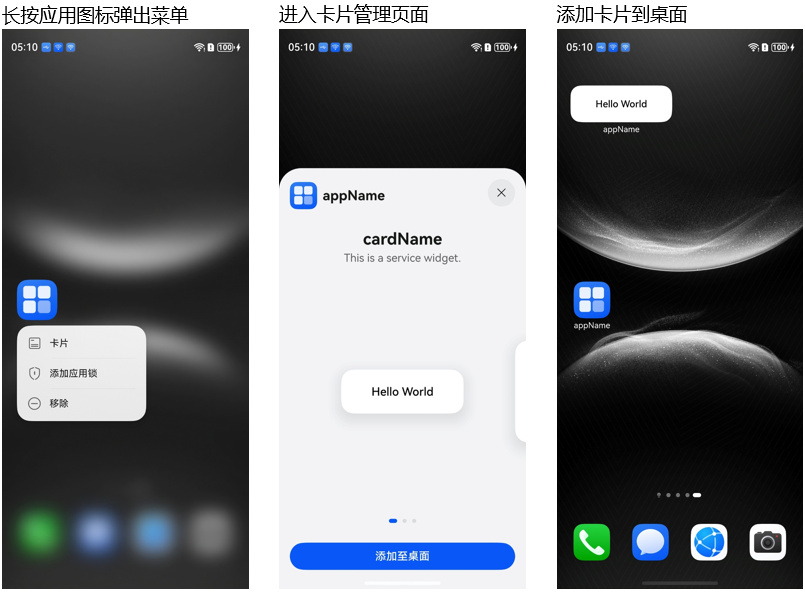 长按应用图标弹出菜单
05:10
100
卡片
添加应用锁
移除
进入卡片管理页面
05:10
100
appName
cardName
This is a service widget.
Hello World
添加至桌面
添加卡片到桌面
05:10
100
Hello World
appName
appName